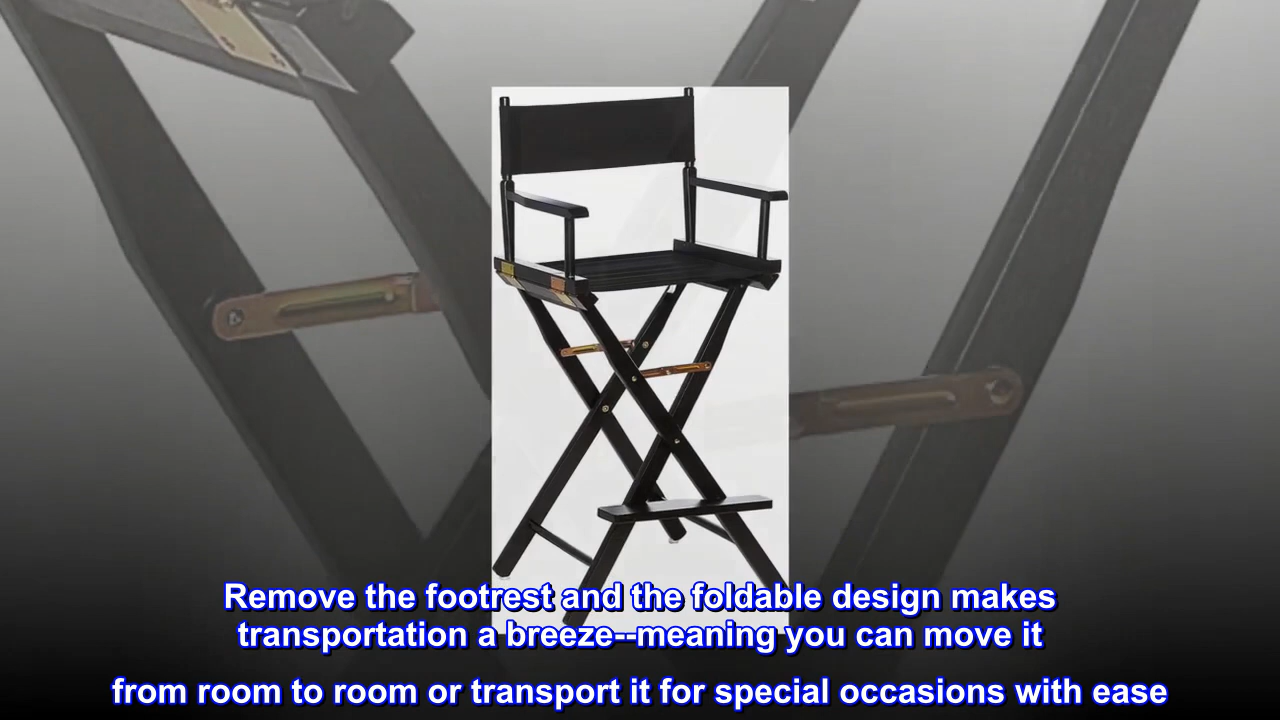 Remove the footrest and the foldable design makes
transportation a breeze--meaning you can move it
from room to room or transport it for special occasions with ease